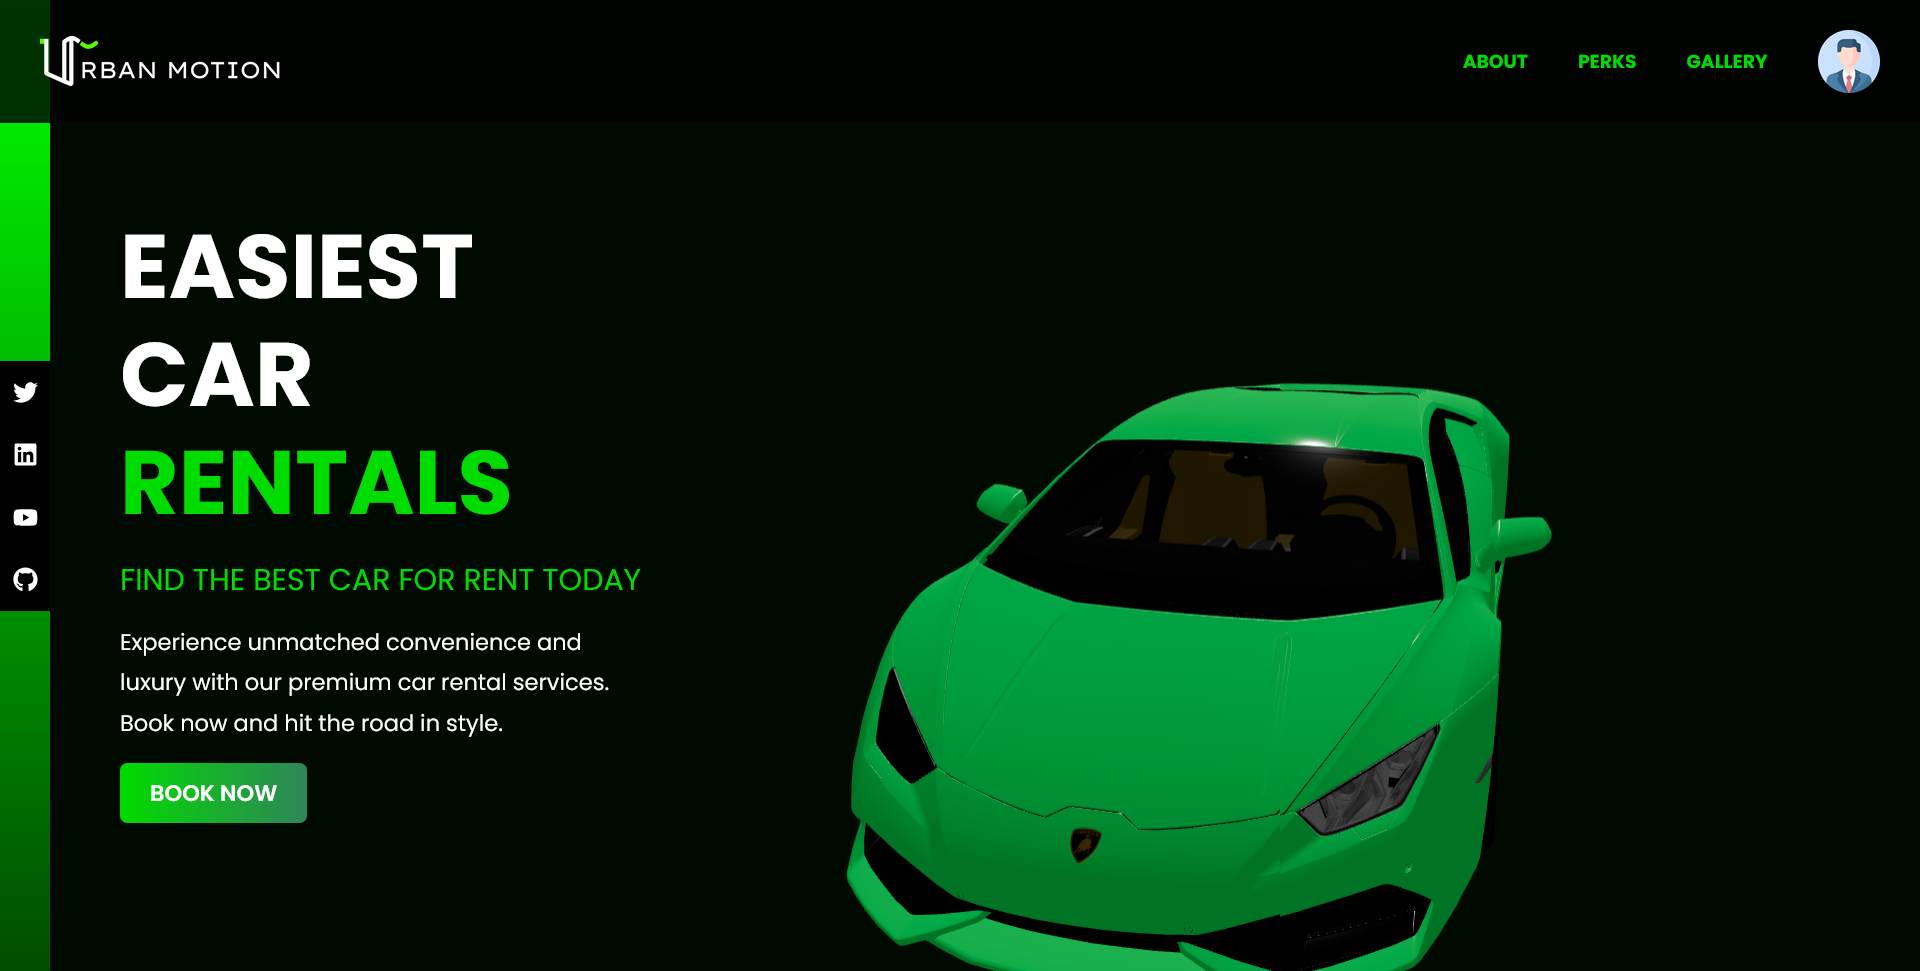 URBAN MOTION
ABOUT
PERKS
GALLERY
EASIEST
CAR
RENTALS
FIND THE BEST CAR FOR RENT TODAY
Experience unmatched convenience and
luxury with our premium car rental services.
Book now and hit the road in style.
BOOK NOW
in